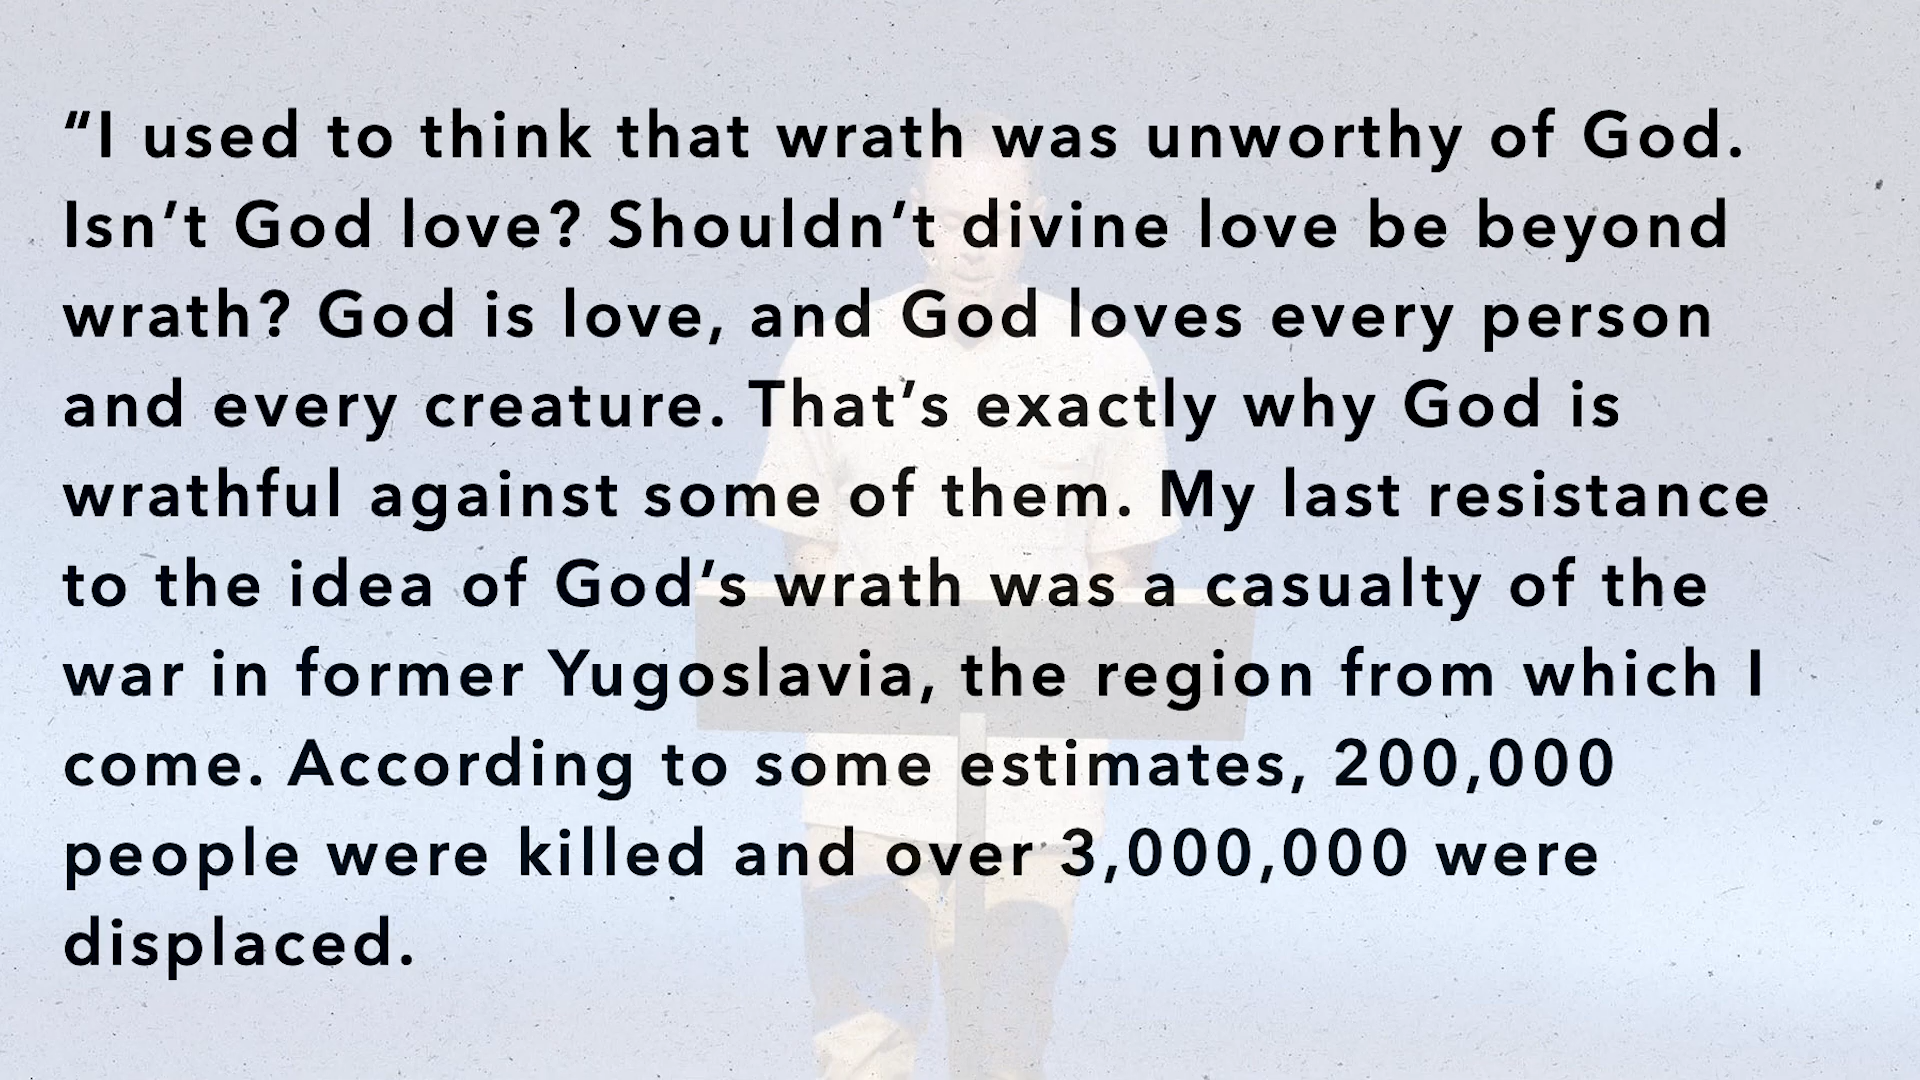 “I used to think that wrath was unworthy of God.
Isn’t God love? Shouldn’t divine love be beyond
wrath? God is love, and God loves every person
and every creature. That’s exactly why God is
wrathful against some of them. My last resistance
to the idea of God’s wrath was a casualty of the
war in former Yugoslavia, the region from which I
come. According to some estimates, 200,000
people were killed and over 3,000,000 were
displaced.